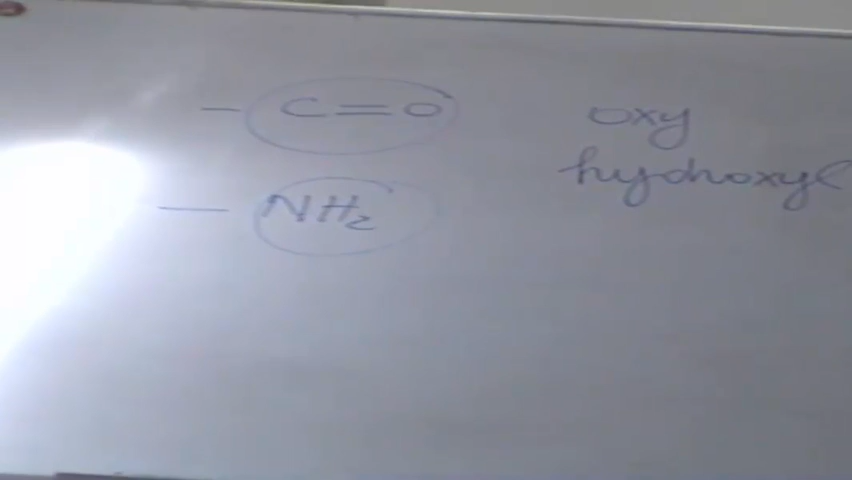 - C=O oxy
hydroxyl
- NH₂